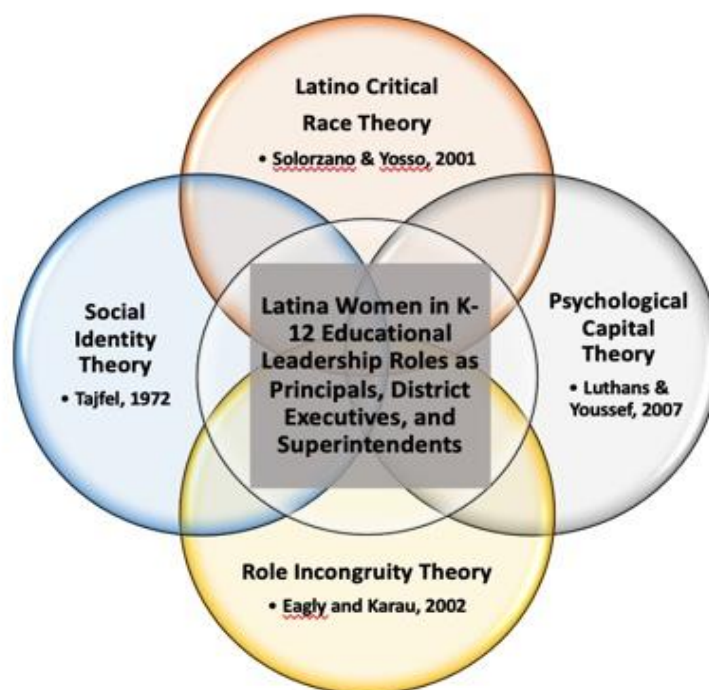 Latino Critical
Race Theory
• Solorzano & Yosso, 2001
Social
Identity
Theory
• Tajfel, 1972
Latina Women in K-
12 Educational
Leadership Roles as
Principals, District
Executives, and
Superintendents
Psychological
Capital
Theory
• Luthans &
Youssef, 2007
Role Incongruity Theory
• Eagly and Karau, 2002